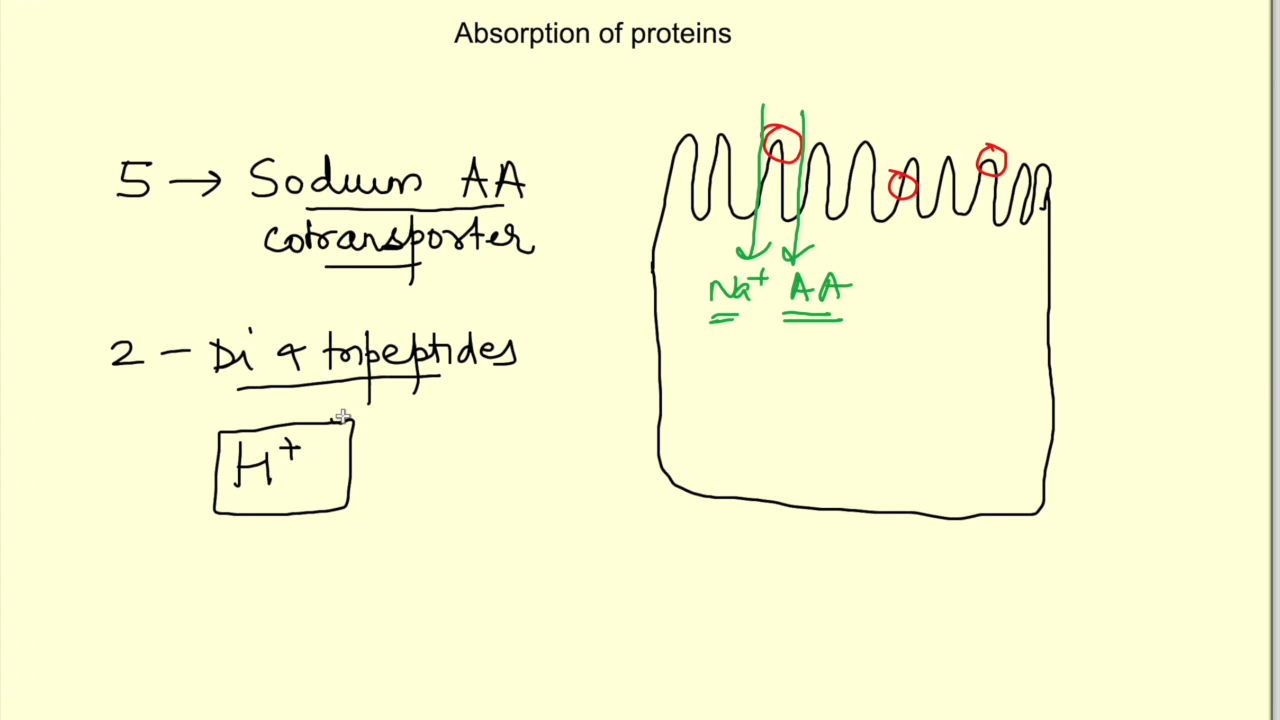 Absorption of proteins
5 → Sodium AA
cotransporter
2 - Di & tripeptides
H+
Na+ AA